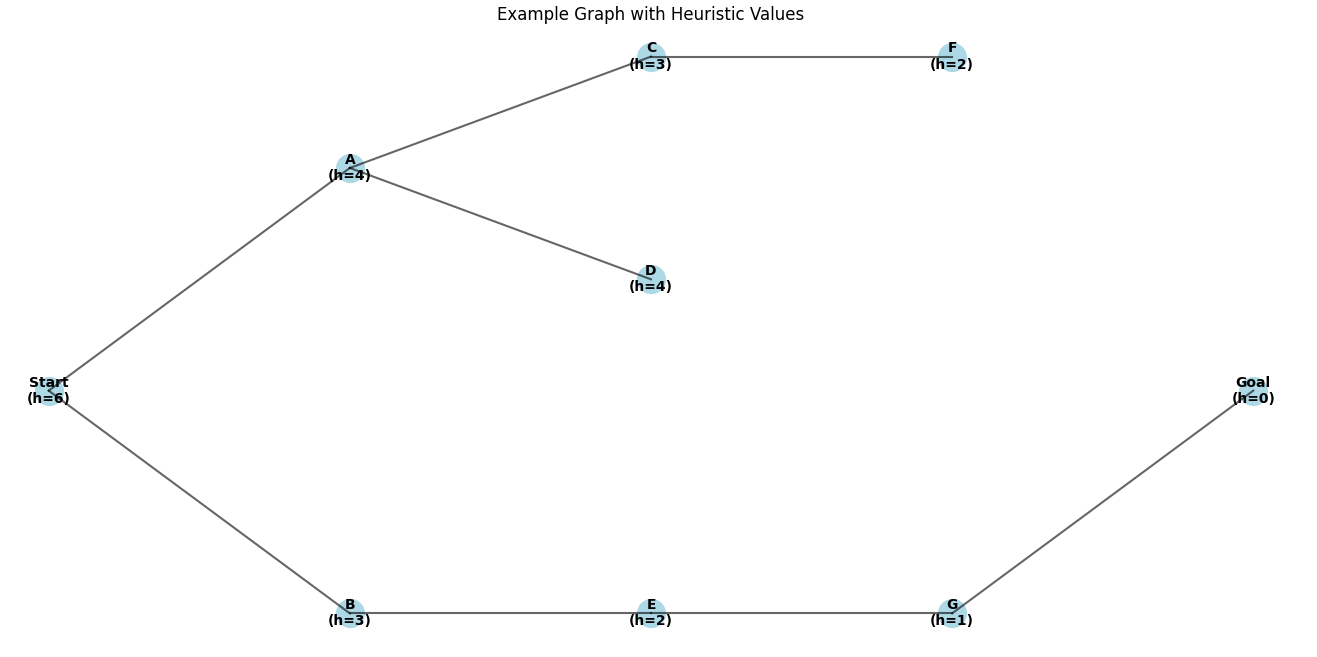 Example Graph with Heuristic Values
C
(h=3)
F
(h=2)
A
(h=4)
D
(h=4)
Start
(h=6)
Goal
(h=0)
B
(h=3)
E
(h=2)
G
(h=1)